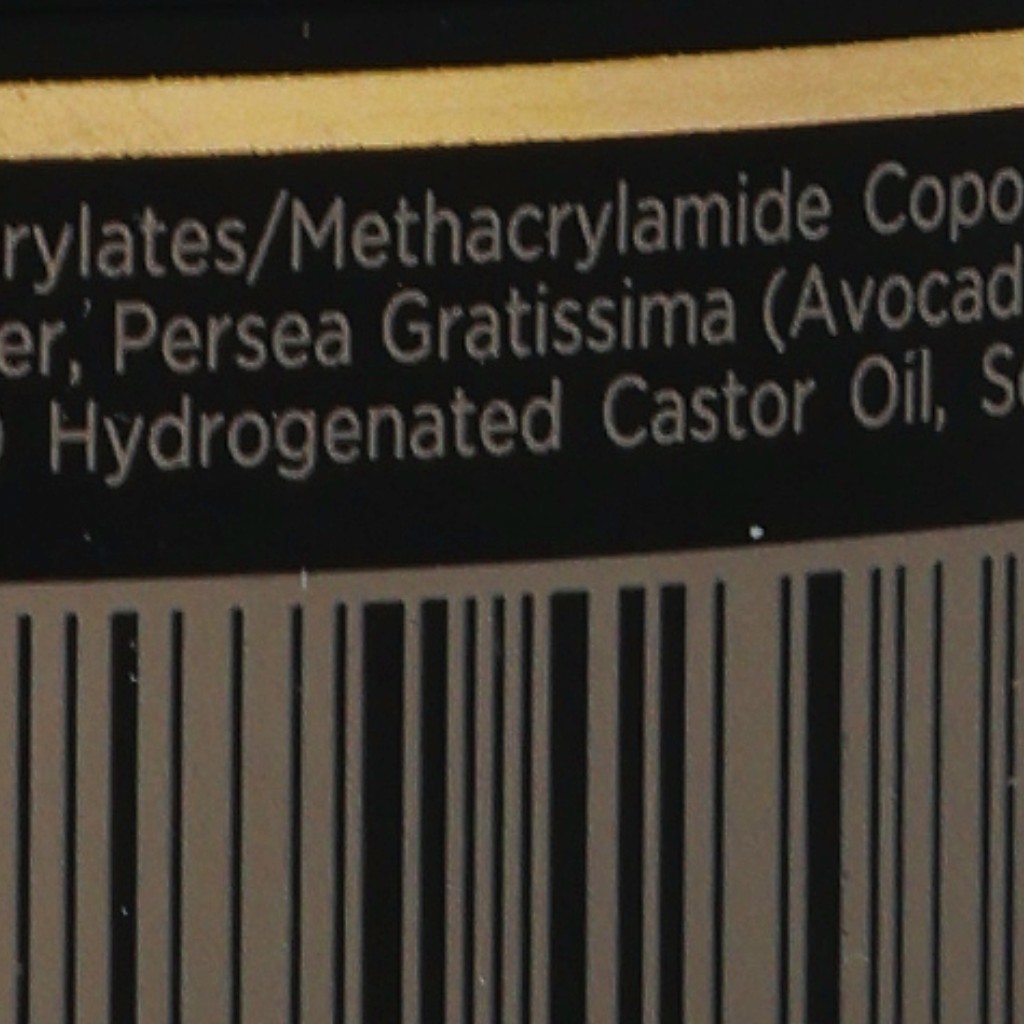 rylates/Methacrylamide Copo
er, Persea Gratissima (Avocad
Hydrogenated Castor Oil, S